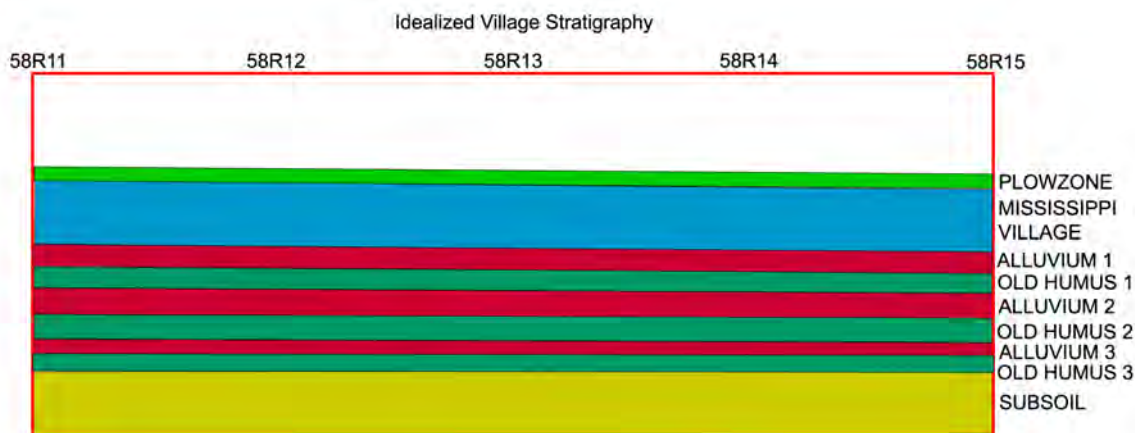 Idealized Village Stratigraphy
58R11 58R12 58R13 58R14 58R15
PLOWZONE
MISSISSIPPI
VILLAGE
ALLUVIUM 1
OLD HUMUS 1
ALLUVIUM 2
OLD HUMUS 2
ALLUVIUM 3
OLD HUMUS 3
SUBSOIL